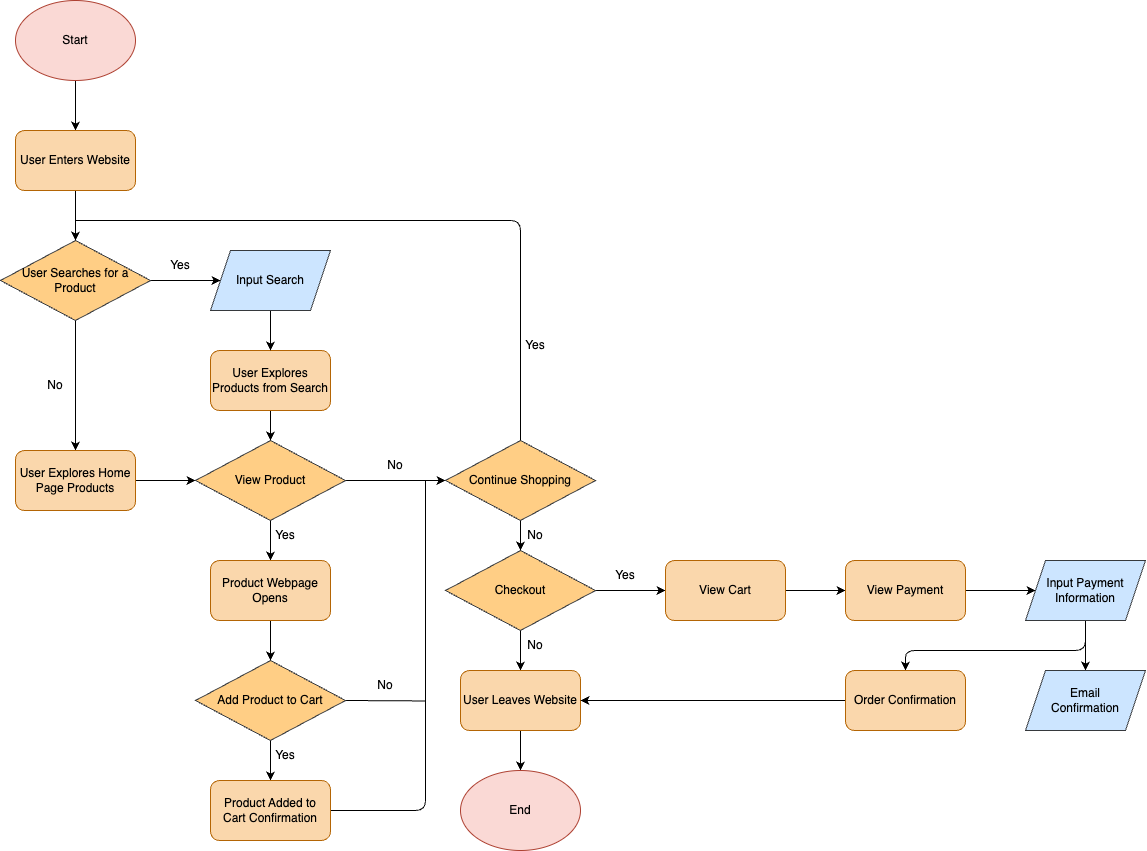 Start
User Enters Website
User Searches for a
Product
Yes
Input Search
No
User Explores
Products from Search
Yes
User Explores Home
Page Products
View Product
No
Continue Shopping
Yes
No
Product Webpage
Opens
Checkout
Yes
View Cart
View Payment
Input Payment
Information
No
Add Product to Cart
No
User Leaves Website
Order Confirmation
Email
Confirmation
Yes
Product Added to
Cart Confirmation
End